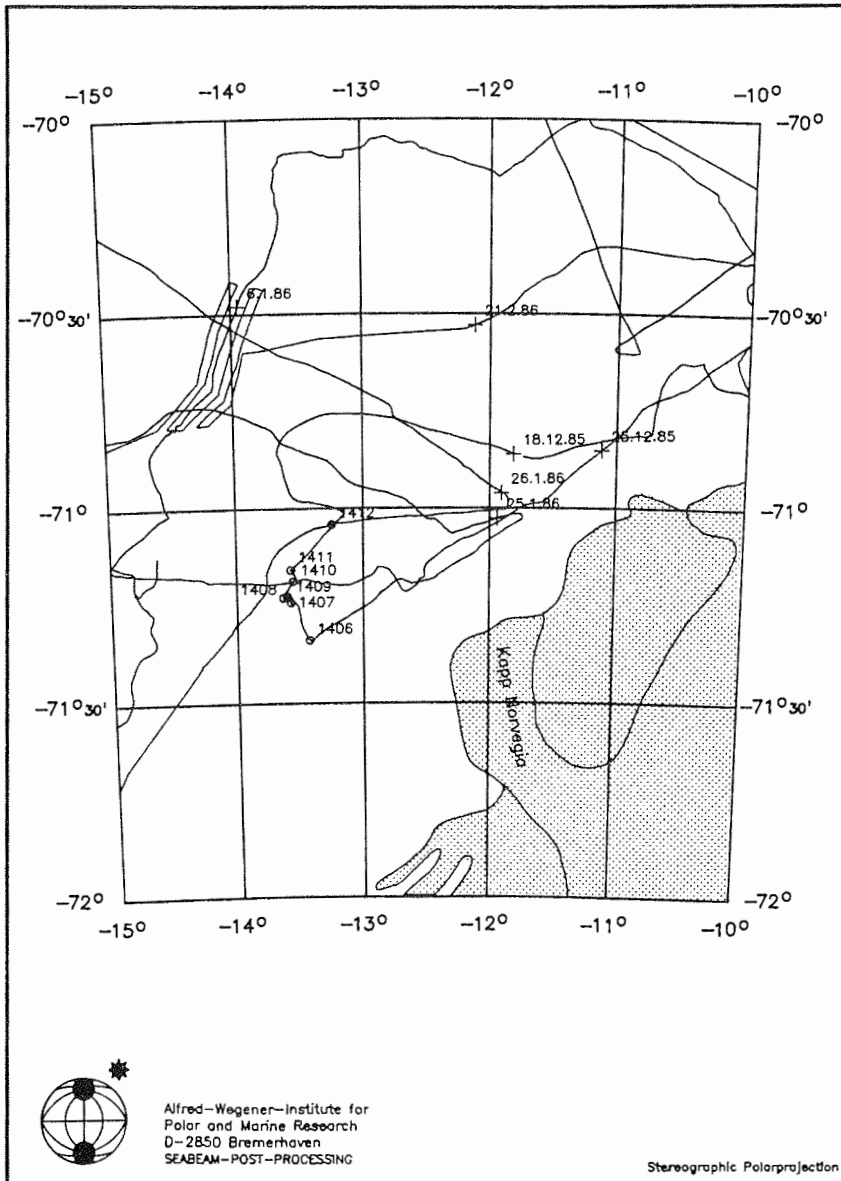 -15° -14° -13° -12° -11° -10°
-70° -70°
6.1.86
21.2.86
-70°30' -70°30'
18.12.85 25.12.85
26.1.86
25.1.86
-71° 1412 -71°
1411
1410
1408 1409
1407
1406
Kapp Norvegia
-71°30' -71°30'
-72° -72°
-15° -14° -13° -12° -11° -10°
Alfred-Wegener-Institute for
Polar and Marine Research
D-2850 Bremerhaven
SEABEAM-POST-PROCESSING
Stereographic Polarprojection